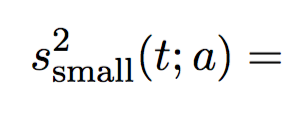 s²_small(t; a) =